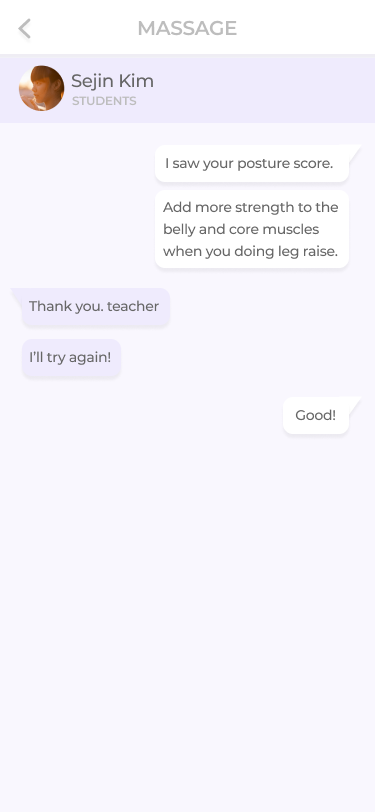 MASSAGE
Sejin Kim
STUDENTS
I saw your posture score.
Add more strength to the
belly and core muscles
when you doing leg raise.
Thank you. teacher
I'll try again!
Good!